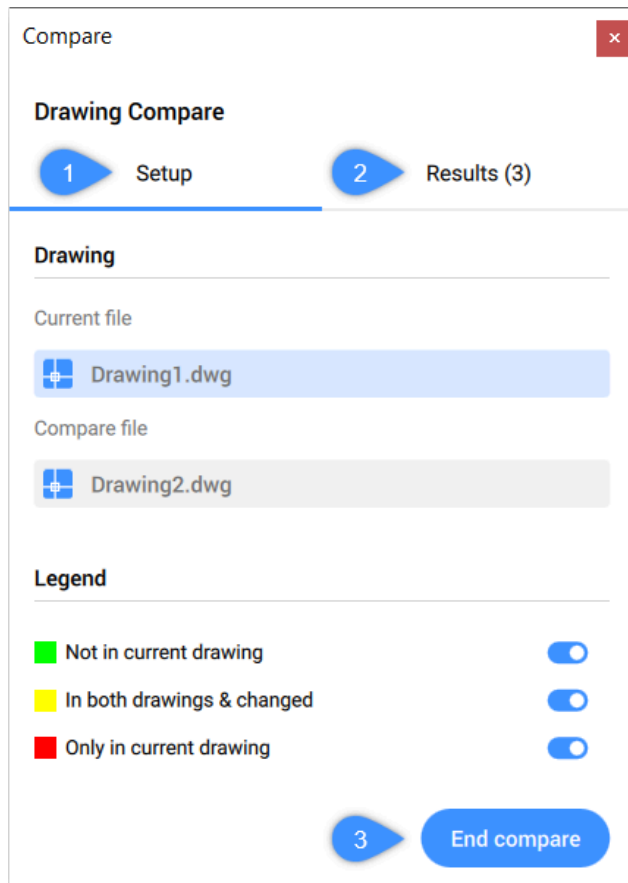 Compare
Drawing Compare
1 Setup 2 Results (3)
Drawing
Current file
Drawing1.dwg
Compare file
Drawing2.dwg
Legend
Not in current drawing
In both drawings & changed
Only in current drawing
3 End compare